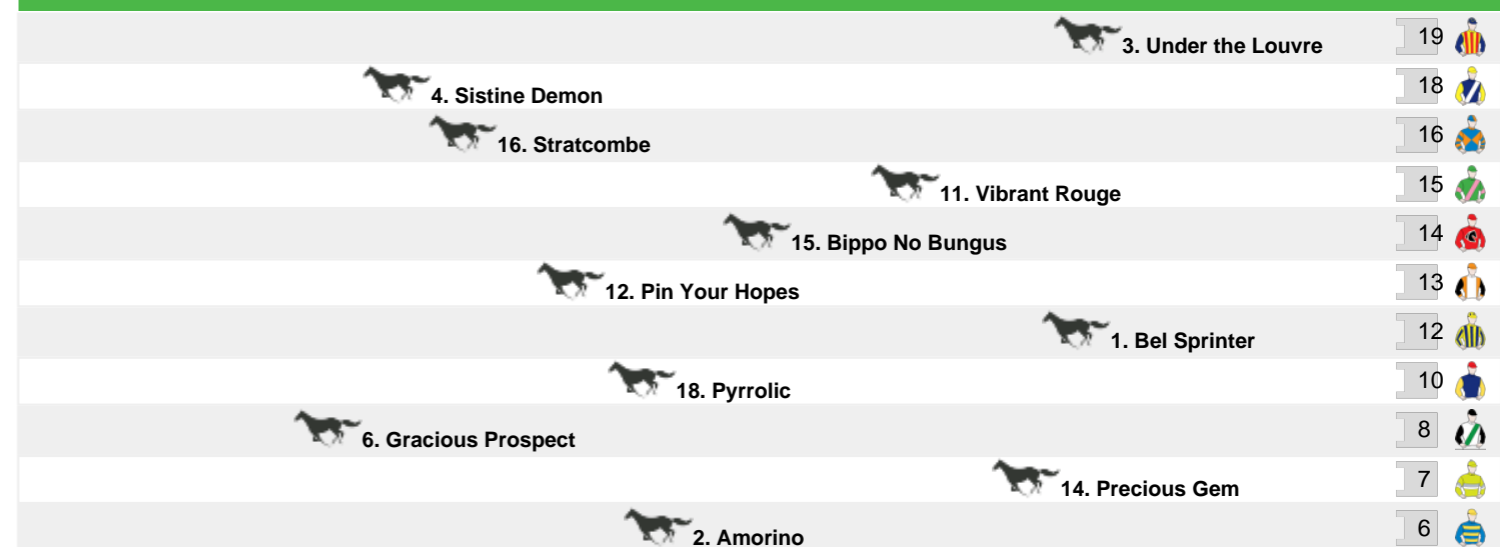 3. Under the Louvre 19
4. Sistine Demon 18
16. Stratcombe 16
11. Vibrant Rouge 15
15. Bippo No Bungus 14
12. Pin Your Hopes 13
1. Bel Sprinter 12
18. Pyrrolic 10
6. Gracious Prospect 8
14. Precious Gem 7
2. Amorino 6